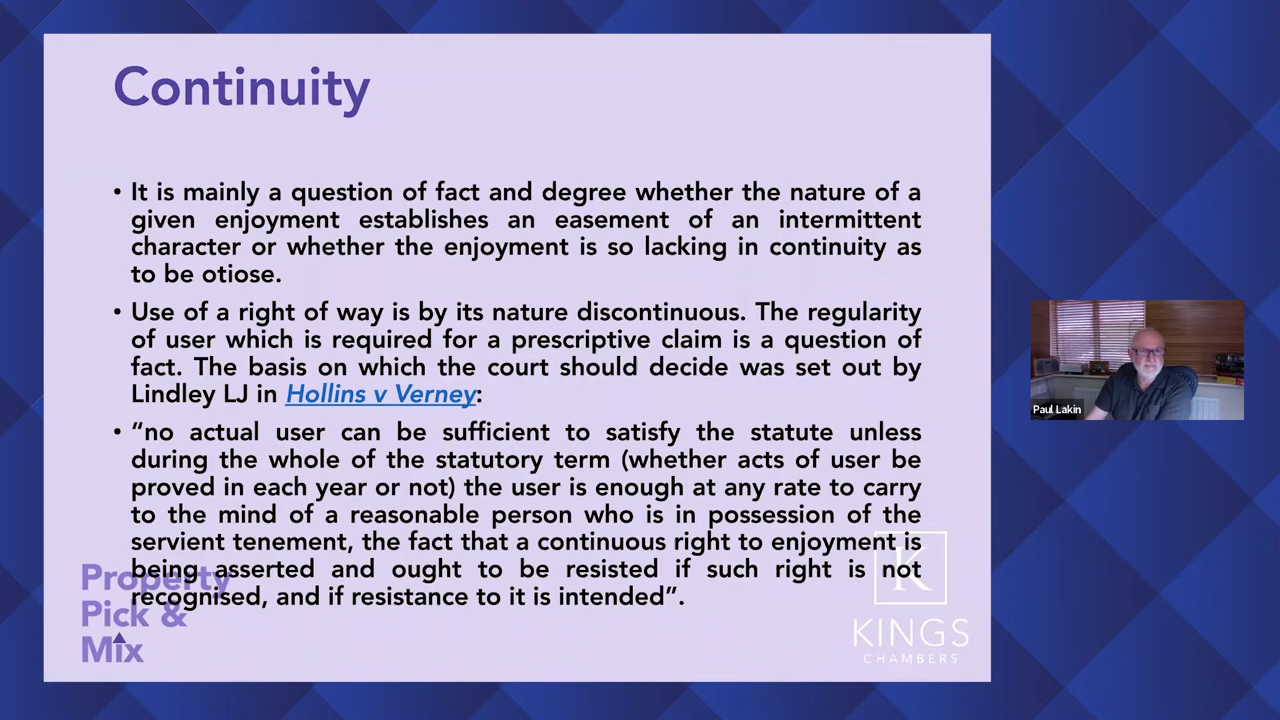 Continuity
• It is mainly a question of fact and degree whether the nature of a
given enjoyment establishes an easement of an intermittent
character or whether the enjoyment is so lacking in continuity as
to be otiose.
• Use of a right of way is by its nature discontinuous. The regularity
of user which is required for a prescriptive claim is a question of
fact. The basis on which the court should decide was set out by
Lindley LJ in Hollins v Verney:
• “no actual user can be sufficient to satisfy the statute unless
during the whole of the statutory term (whether acts of user be
proved in each year or not) the user is enough at any rate to carry
to the mind of a reasonable person who is in possession of the
servient tenement, the fact that a continuous right to enjoyment is
being asserted and ought to be resisted if such right is not
recognised, and if resistance to it is intended”.
Property
Pick &
Mix
K
KINGS
CHAMBERS
Paul Lakin